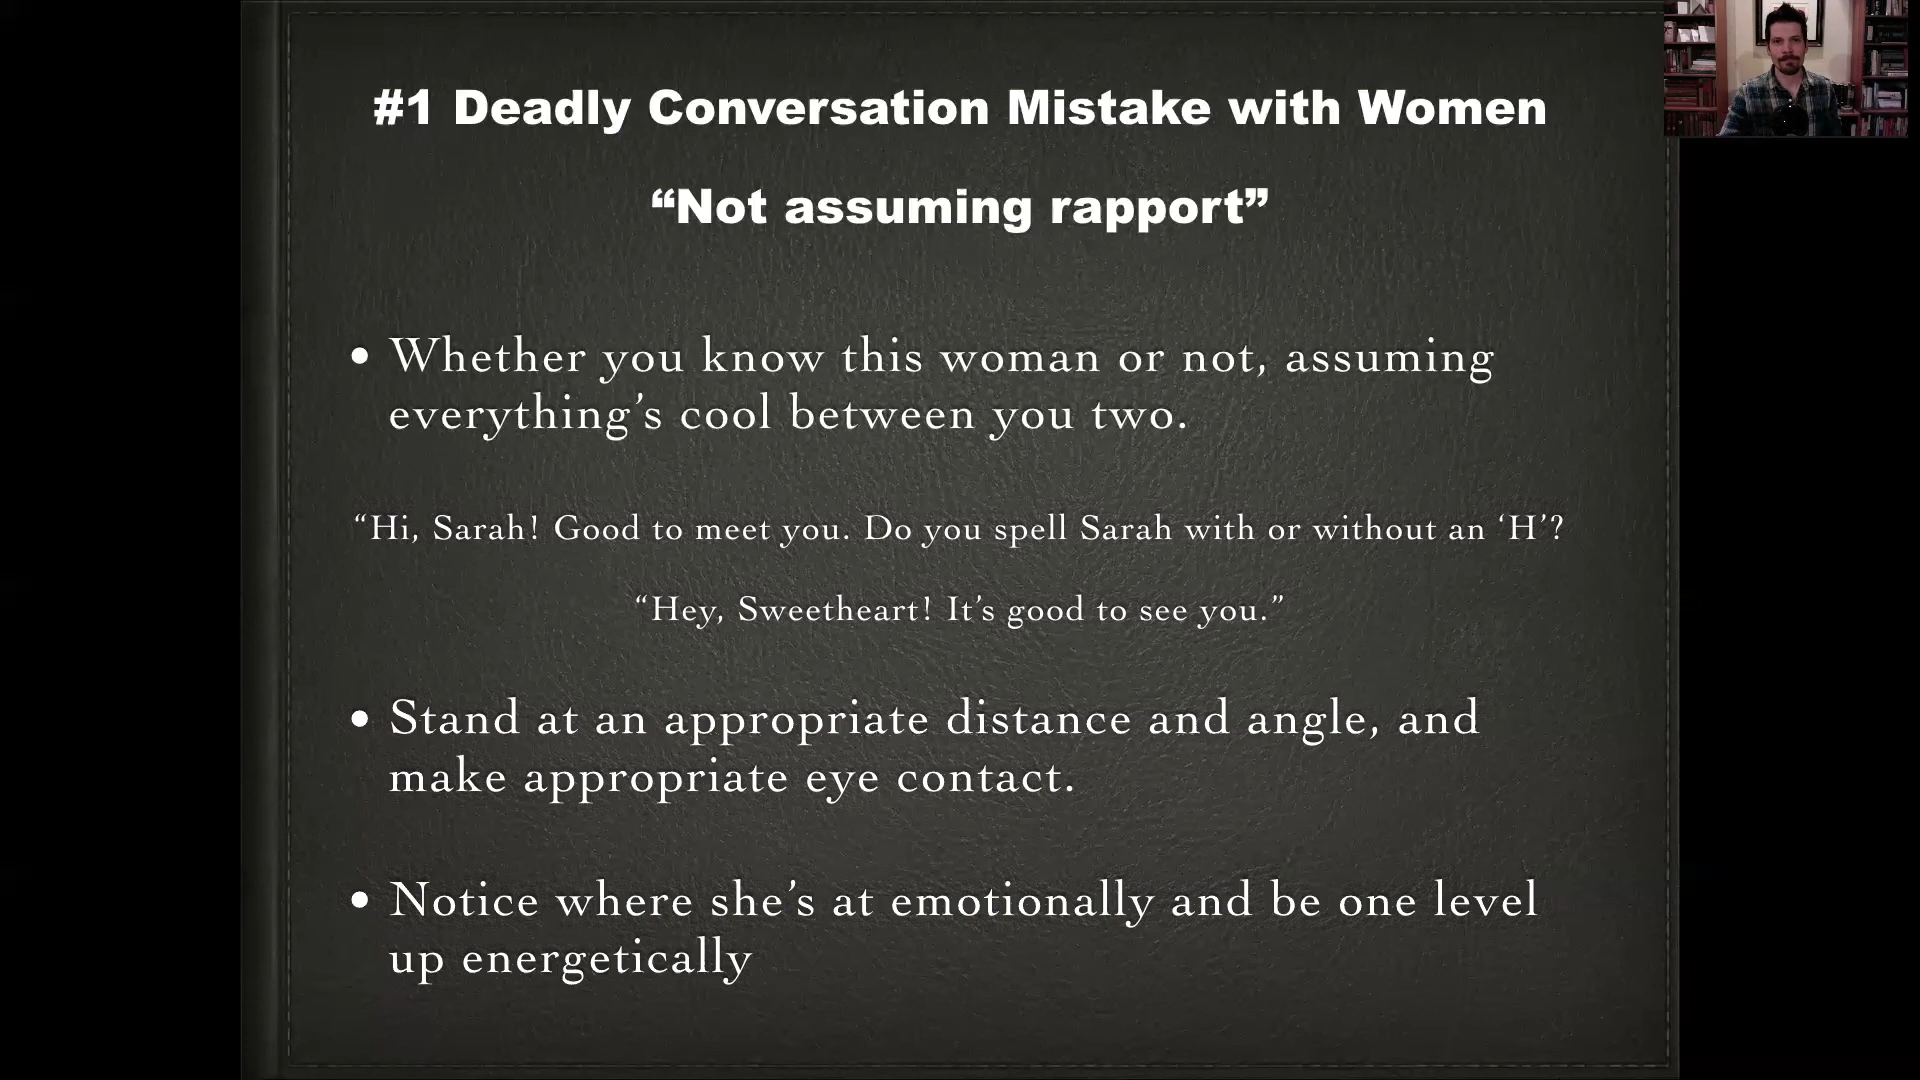 #1 Deadly Conversation Mistake with Women
“Not assuming rapport”
• Whether you know this woman or not, assuming
everything’s cool between you two.
“Hi, Sarah! Good to meet you. Do you spell Sarah with or without an ‘H’?
“Hey, Sweetheart! It’s good to see you.”
• Stand at an appropriate distance and angle, and
make appropriate eye contact.
• Notice where she’s at emotionally and be one level
up energetically